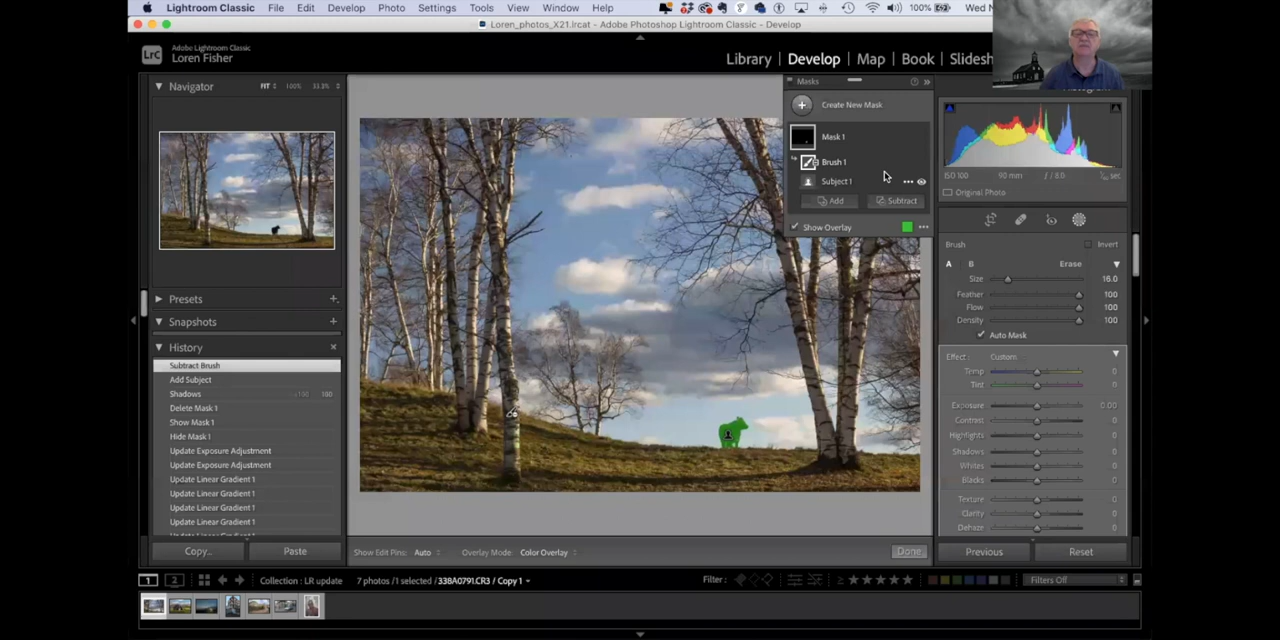 Lightroom Classic File Edit Develop Photo Settings Tools View Window Help 100% Wed N
Loren_photos_X21.lrcat - Adobe Photoshop Lightroom Classic - Develop
LrC Adobe Lightroom Classic
Loren Fisher
Library Develop Map Book Slidesh
Navigator FIT 100% 33.3%
Masks
Create New Mask
Mask 1
Brush 1
Subject 1
Add Subtract
Show Overlay
ISO 100 90 mm f / 8.0 sec
Original Photo
Brush Invert
A B Erase
Size 16.0
Feather 100
Flow 100
Density 100
Auto Mask
Effect : Custom
Temp 0
Tint 0
Exposure 0.00
Contrast 0
Highlights 0
Shadows 0
Whites 0
Blacks 0
Texture 0
Clarity 0
Dehaze 0
Presets
Snapshots
History
Subtract Brush
Add Subject
Shadows 100
Delete Mask 1
Show Mask 1
Hide Mask 1
Update Exposure Adjustment
Update Exposure Adjustment
Update Linear Gradient 1
Update Linear Gradient 1
Update Linear Gradient 1
Update Linear Gradient 1
Copy... Paste
Show Edit Pins: Auto Overlay Mode: Color Overlay Done
Previous Reset
1 2 Collection : LR update 7 photos /1 selected /338A0791.CR3 / Copy 1 Filter : Filters Off